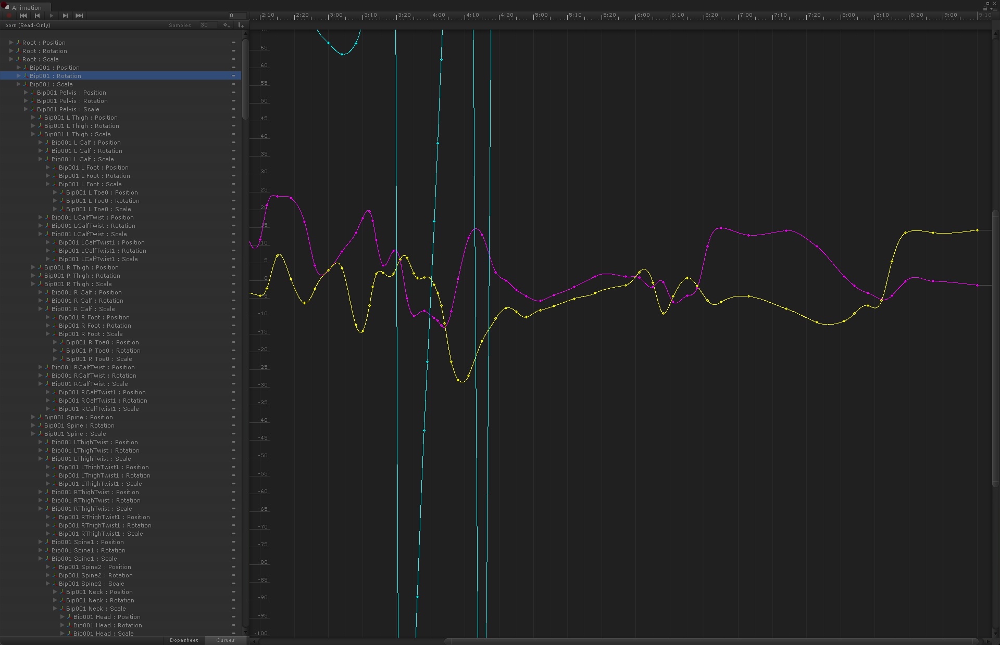 Animation
0
2:10 2:20 3:00 3:10 3:20 4:00 4:10 4:20 5:00 5:10 5:20 6:00 6:10 6:20 7:00 7:10 7:20 8:00 8:10 8:20 9:00 9:10
born (Read-Only)
Samples 30
Root : Position
Root : Rotation
Root : Scale
Bip001 : Position
Bip001 : Rotation
Bip001 : Scale
Bip001 Pelvis : Position
Bip001 Pelvis : Rotation
Bip001 Pelvis : Scale
Bip001 L Thigh : Position
Bip001 L Thigh : Rotation
Bip001 L Thigh : Scale
Bip001 L Calf : Position
Bip001 L Calf : Rotation
Bip001 L Calf : Scale
Bip001 L Foot : Position
Bip001 L Foot : Rotation
Bip001 L Foot : Scale
Bip001 L Toe0 : Position
Bip001 L Toe0 : Rotation
Bip001 L Toe0 : Scale
Bip001 LCalfTwist : Position
Bip001 LCalfTwist : Rotation
Bip001 LCalfTwist : Scale
Bip001 LCalfTwist1 : Position
Bip001 LCalfTwist1 : Rotation
Bip001 LCalfTwist1 : Scale
Bip001 R Thigh : Position
Bip001 R Thigh : Rotation
Bip001 R Thigh : Scale
Bip001 R Calf : Position
Bip001 R Calf : Rotation
Bip001 R Calf : Scale
Bip001 R Foot : Position
Bip001 R Foot : Rotation
Bip001 R Foot : Scale
Bip001 R Toe0 : Position
Bip001 R Toe0 : Rotation
Bip001 R Toe0 : Scale
Bip001 RCalfTwist : Position
Bip001 RCalfTwist : Rotation
Bip001 RCalfTwist : Scale
Bip001 RCalfTwist1 : Position
Bip001 RCalfTwist1 : Rotation
Bip001 RCalfTwist1 : Scale
Bip001 Spine : Position
Bip001 Spine : Rotation
Bip001 Spine : Scale
Bip001 LThighTwist : Position
Bip001 LThighTwist : Rotation
Bip001 LThighTwist : Scale
Bip001 LThighTwist1 : Position
Bip001 LThighTwist1 : Rotation
Bip001 LThighTwist1 : Scale
Bip001 RThighTwist : Position
Bip001 RThighTwist : Rotation
Bip001 RThighTwist : Scale
Bip001 RThighTwist1 : Position
Bip001 RThighTwist1 : Rotation
Bip001 RThighTwist1 : Scale
Bip001 Spine1 : Position
Bip001 Spine1 : Rotation
Bip001 Spine1 : Scale
Bip001 Spine2 : Position
Bip001 Spine2 : Rotation
Bip001 Spine2 : Scale
Bip001 Neck : Position
Bip001 Neck : Rotation
Bip001 Neck : Scale
Bip001 Head : Position
Bip001 Head : Rotation
Bip001 Head : Scale
Dopesheet
Curves
70
65
60
55
50
45
40
35
30
25
20
15
10
5
0
-5
-10
-15
-20
-25
-30
-35
-40
-45
-50
-55
-60
-65
-70
-75
-80
-85
-90
-95
-100